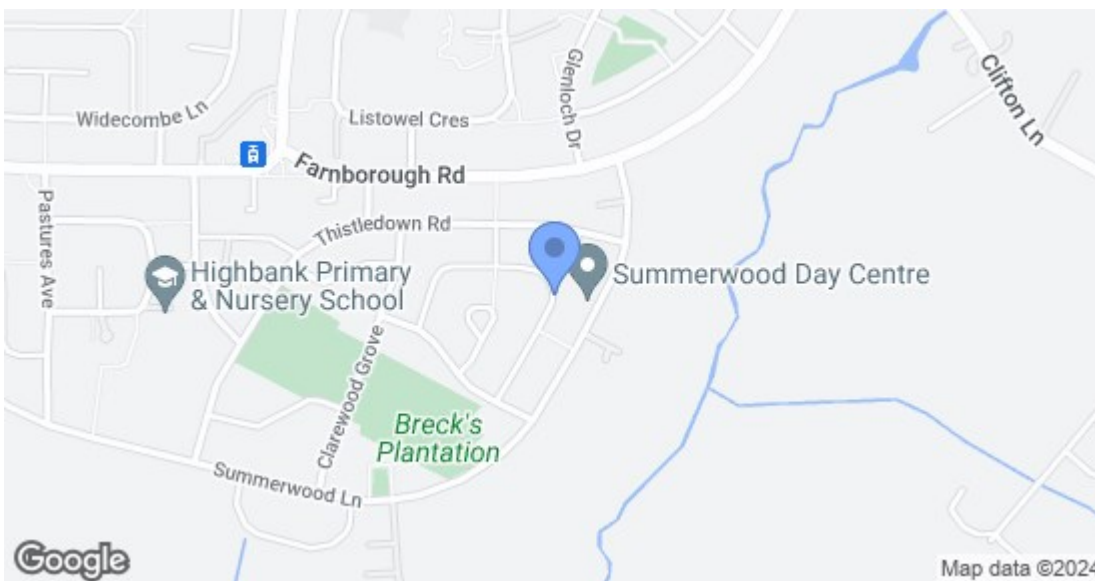 Clifton Ln
Glenloch Dr
Widecombe Ln
Listowel Cres
Farnborough Rd
Pastures Ave
Thistledown Rd
Highbank Primary
& Nursery School
Summerwood Day Centre
Clarewood Grove
Breck's
Plantation
Summerwood Ln
Google
Map data ©2024